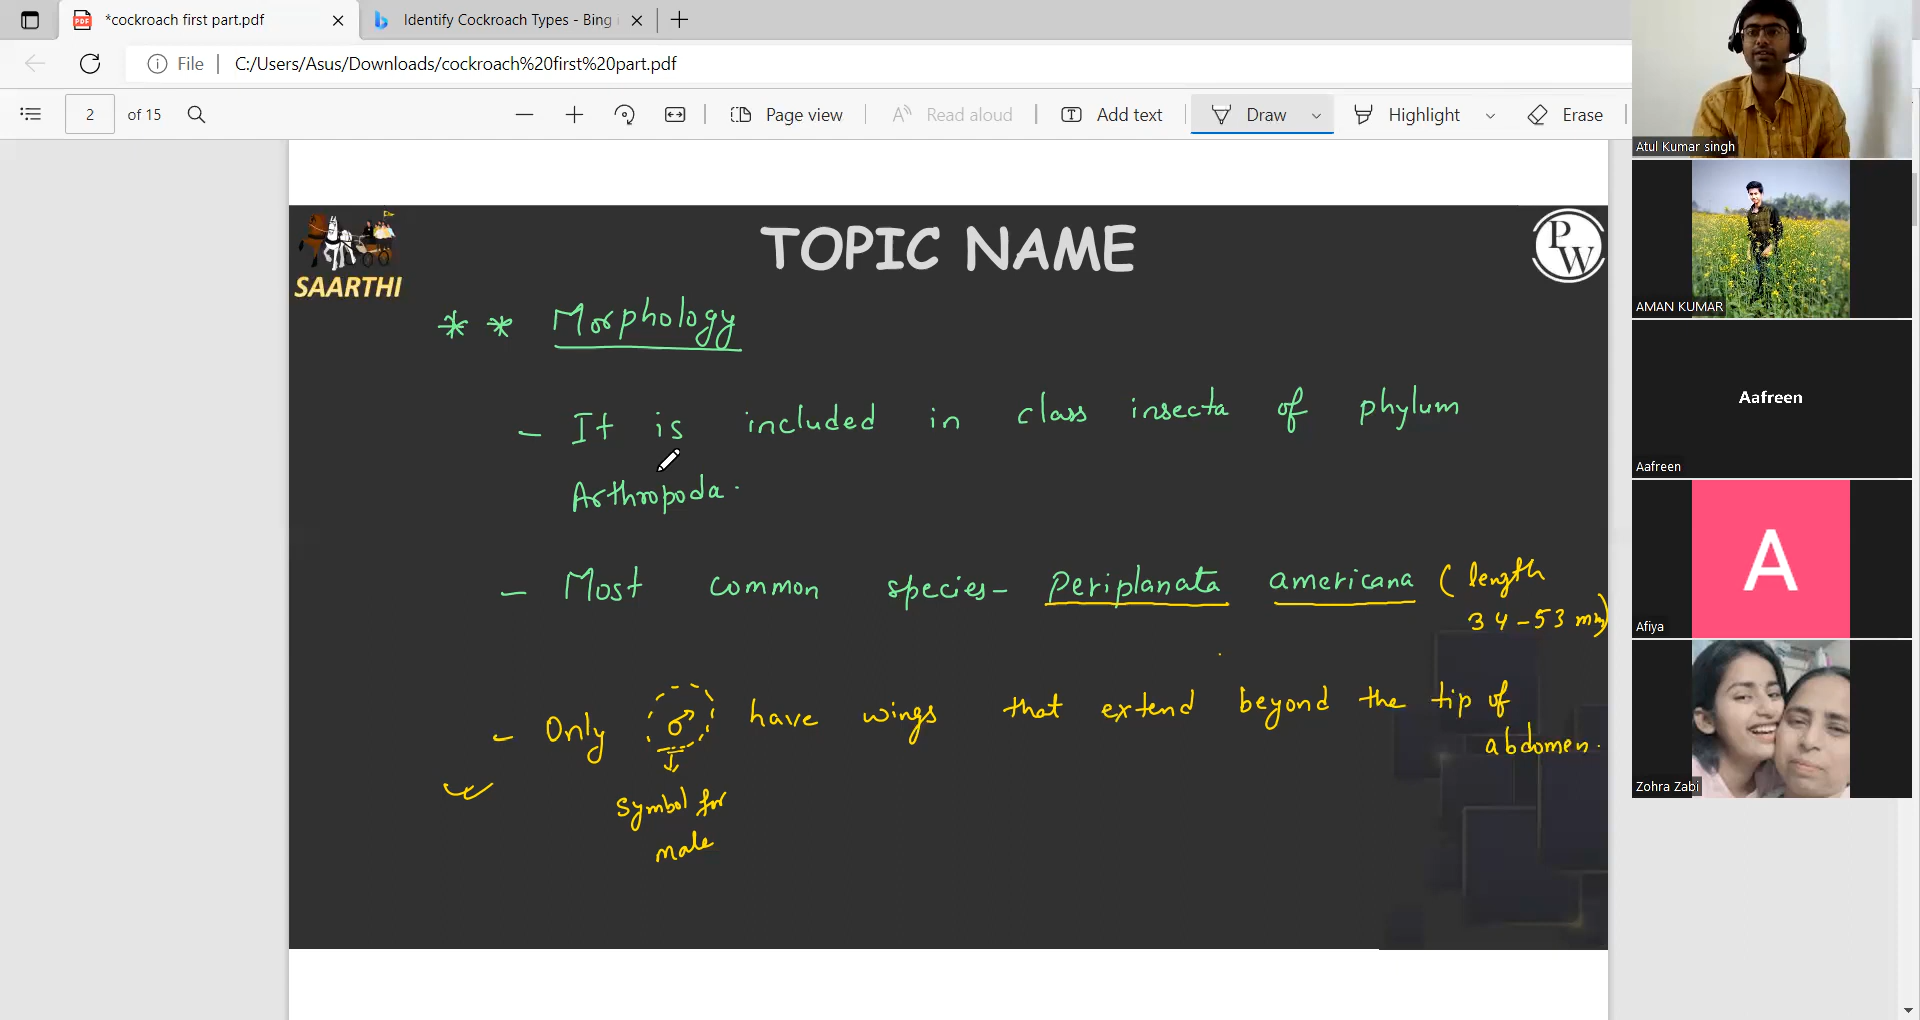 *cockroach first part.pdf
Identify Cockroach Types - Bing
File
C:/Users/Asus/Downloads/cockroach%20first%20part.pdf
2 of 15
Page view
Read aloud
Add text
Draw
Highlight
Erase
SAARTHI
TOPIC NAME
PW
** Morphology
- It is included in class insecta of phylum
Arthropoda.
- Most common species- periplanata americana (length
34-53 mm)
- Only ♂ have wings that extend beyond the tip of
abdomen.
symbol for
male
Atul Kumar singh
AMAN KUMAR
Aafreen
Aafreen
A
Afiya
Zohra Zabi